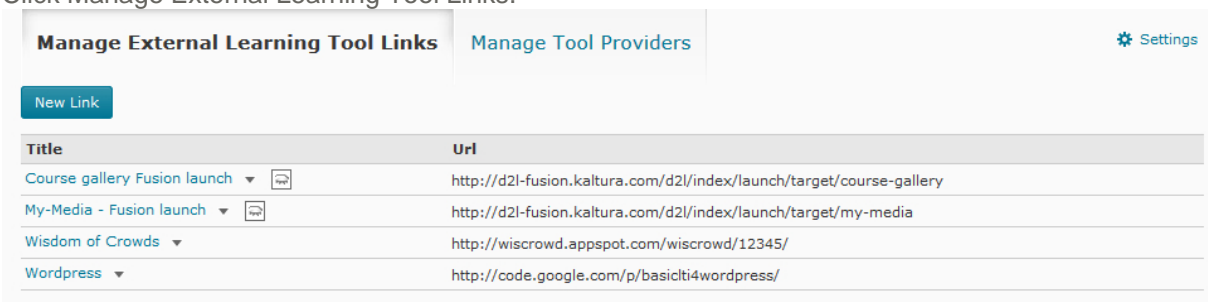 Click Manage External Learning Tool Links.
Manage External Learning Tool Links Manage Tool Providers Settings
New Link
Title Url
Course gallery Fusion launch http://d2l-fusion.kaltura.com/d2l/index/launch/target/course-gallery
My-Media - Fusion launch http://d2l-fusion.kaltura.com/d2l/index/launch/target/my-media
Wisdom of Crowds http://wiscrowd.appspot.com/wiscrowd/12345/
Wordpress http://code.google.com/p/basiclti4wordpress/